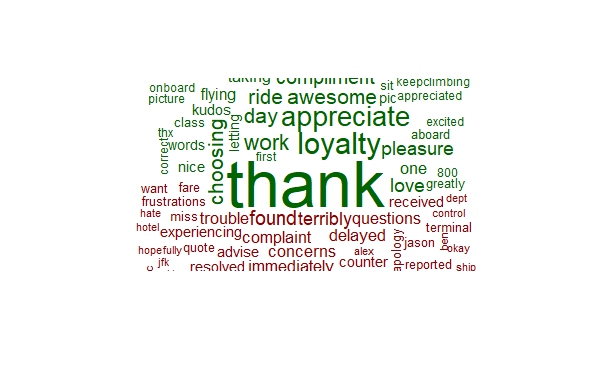 taking compliment sit keepclimbing
onboard flying ride awesome pic appreciated
picture
kudos day appreciate excited
class letting aboard
thx words work loyalty pleasure
correct choosing first
nice thank one 800
love greatly
want fare received dept
frustrations
hate miss trouble found terribly questions control
hotel experiencing complaint delayed terminal
hopefully quote advise concerns alex apology jason ben okay
jfk resolved immediately counter reported ship